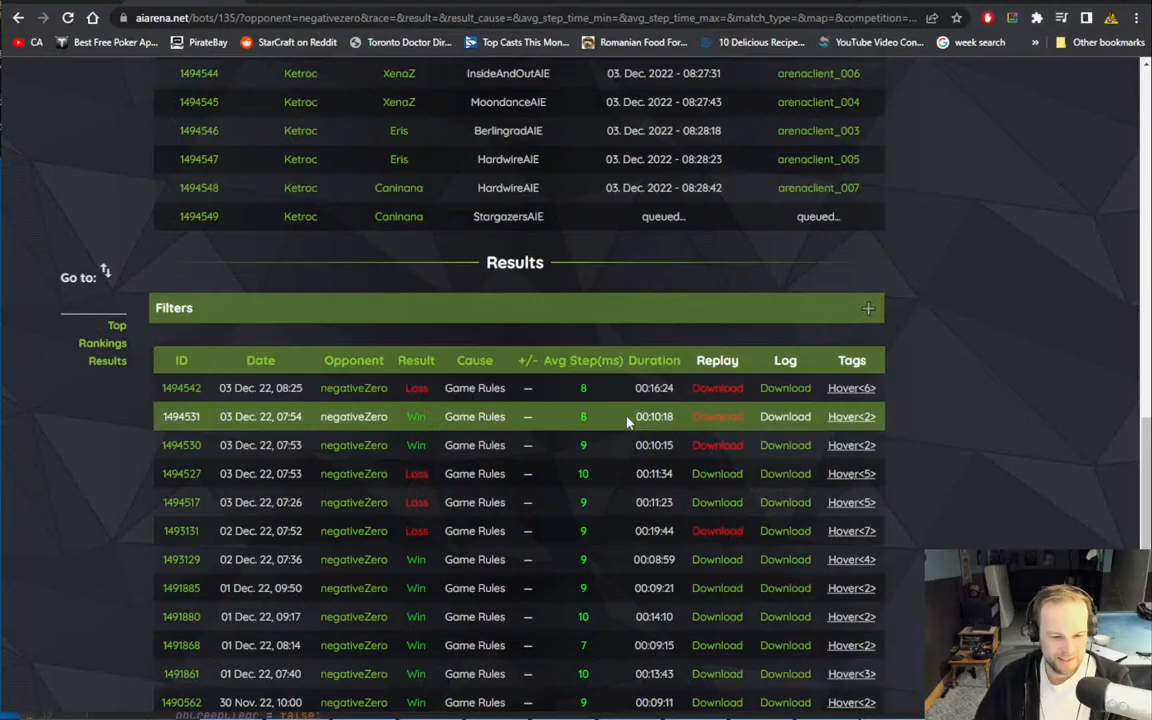 aiarena.net/bots/135/?opponent=negativezero&race=&result=&result_cause=&avg_step_time_min=&avg_step_time_max=&match_type=&map=&competition=...
CA Best Free Poker Ap... PirateBay StarCraft on Reddit Toronto Doctor Dir... Top Casts This Mon... Romanian Food For... 10 Delicious Recipe... YouTube Video Con... week search » Other bookmarks
1494544 Ketroc XenaZ InsideAndOutAIE 03. Dec. 2022 - 08:27:31 arenaclient_006
1494545 Ketroc XenaZ MoondanceAIE 03. Dec. 2022 - 08:27:43 arenaclient_004
1494546 Ketroc Eris BerlingradAIE 03. Dec. 2022 - 08:28:18 arenaclient_003
1494547 Ketroc Eris HardwireAIE 03. Dec. 2022 - 08:28:23 arenaclient_005
1494548 Ketroc Caninana HardwireAIE 03. Dec. 2022 - 08:28:42 arenaclient_007
1494549 Ketroc Caninana StargazersAIE queued... queued...
Results
Go to:
Top
Rankings
Results
Filters +
ID Date Opponent Result Cause +/- Avg Step(ms) Duration Replay Log Tags
1494542 03 Dec. 22, 08:25 negativeZero Loss Game Rules — 8 00:16:24 Download Download Hover<6>
1494531 03 Dec. 22, 07:54 negativeZero Win Game Rules — 8 00:10:18 Download Download Hover<2>
1494530 03 Dec. 22, 07:53 negativeZero Win Game Rules — 9 00:10:15 Download Download Hover<2>
1494527 03 Dec. 22, 07:53 negativeZero Loss Game Rules — 10 00:11:34 Download Download Hover<5>
1494517 03 Dec. 22, 07:26 negativeZero Loss Game Rules — 9 00:11:23 Download Download Hover<5>
1493131 02 Dec. 22, 07:52 negativeZero Loss Game Rules — 9 00:19:44 Download Download Hover<7>
1493129 02 Dec. 22, 07:36 negativeZero Win Game Rules — 9 00:08:59 Download Download Hover<4>
1491885 01 Dec. 22, 09:50 negativeZero Win Game Rules — 9 00:09:21 Download Download Hover<2>
1491880 01 Dec. 22, 09:17 negativeZero Win Game Rules — 10 00:14:10 Download Download Hover<2>
1491868 01 Dec. 22, 08:14 negativeZero Win Game Rules — 7 00:09:15 Download Download Hover<2>
1491861 01 Dec. 22, 07:40 negativeZero Win Game Rules — 10 00:13:43 Download Download Hover<3>
1490562 30 Nov. 22, 10:00 negativeZero Win Game Rules — 9 00:09:11 Download Download Hover<2>